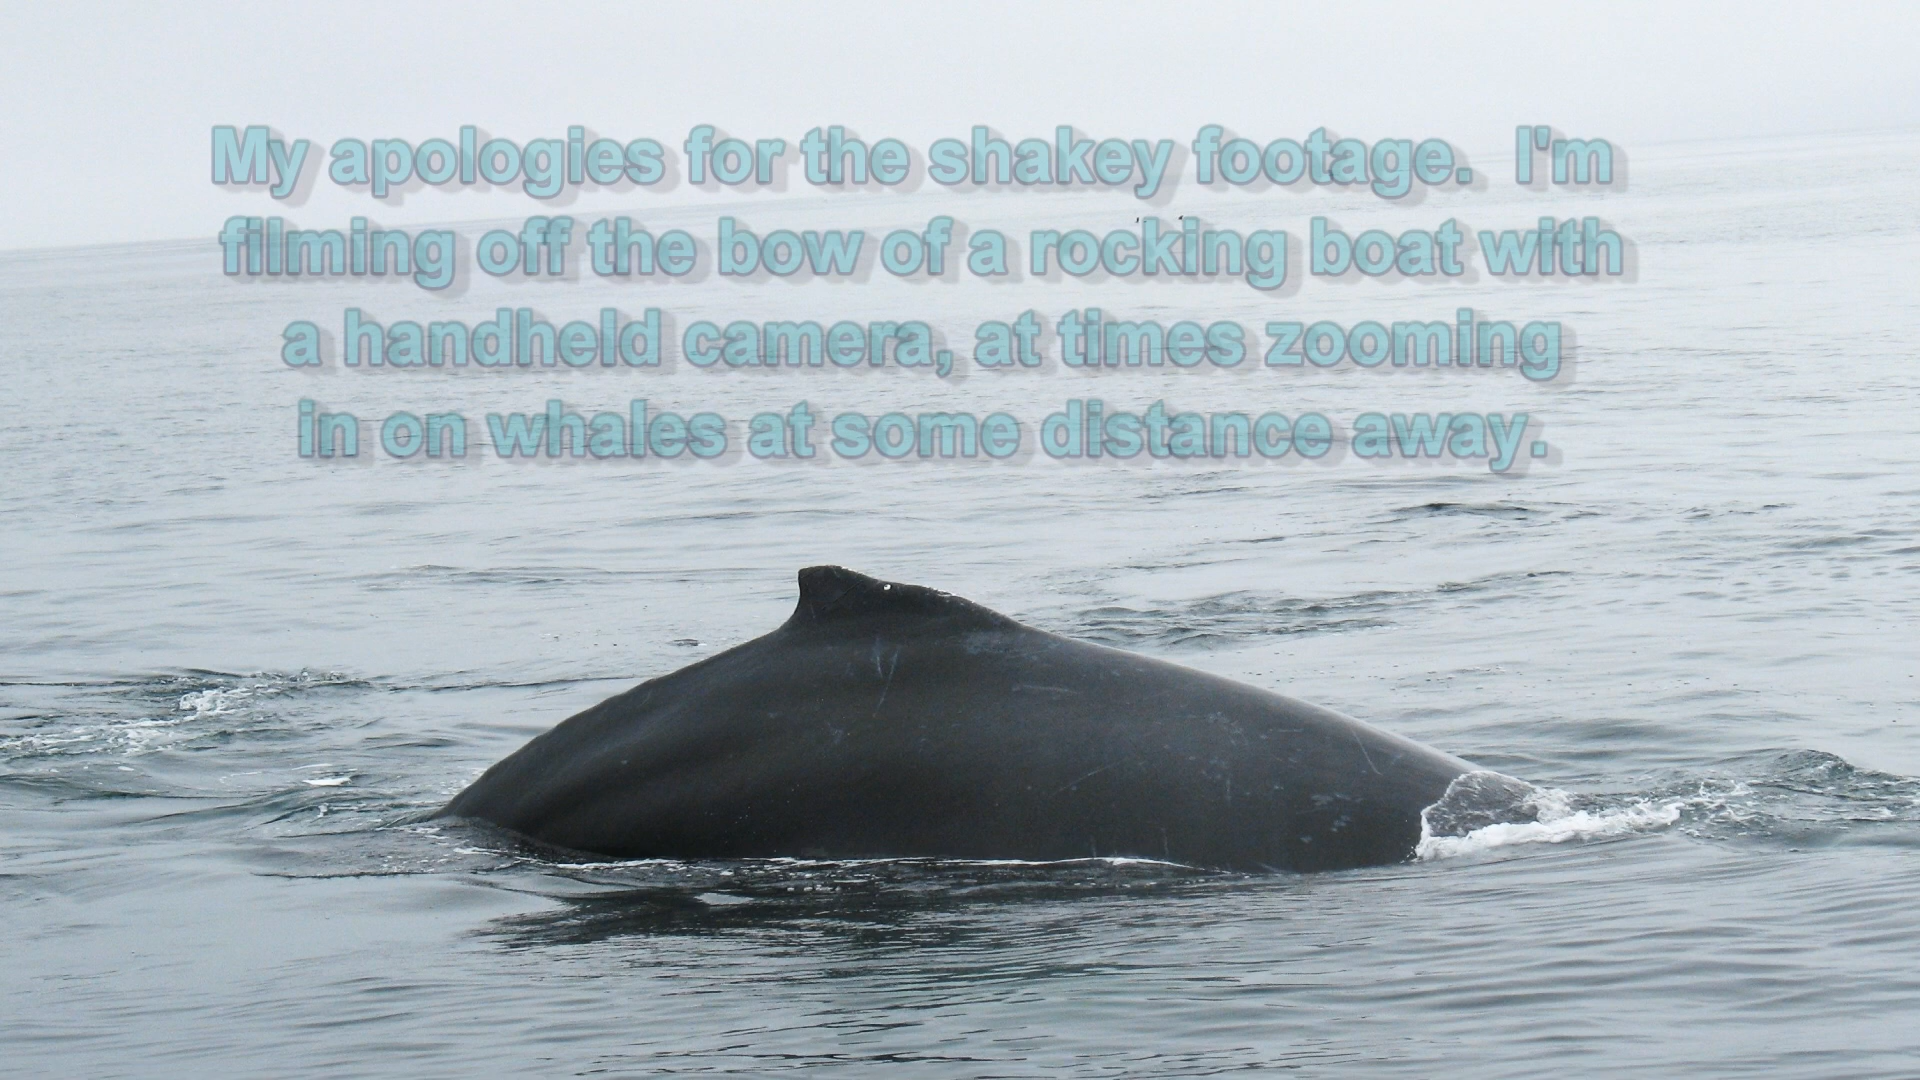 My apologies for the shakey footage.  I'm
filming off the bow of a rocking boat with
a handheld camera, at times zooming
in on whales at some distance away.